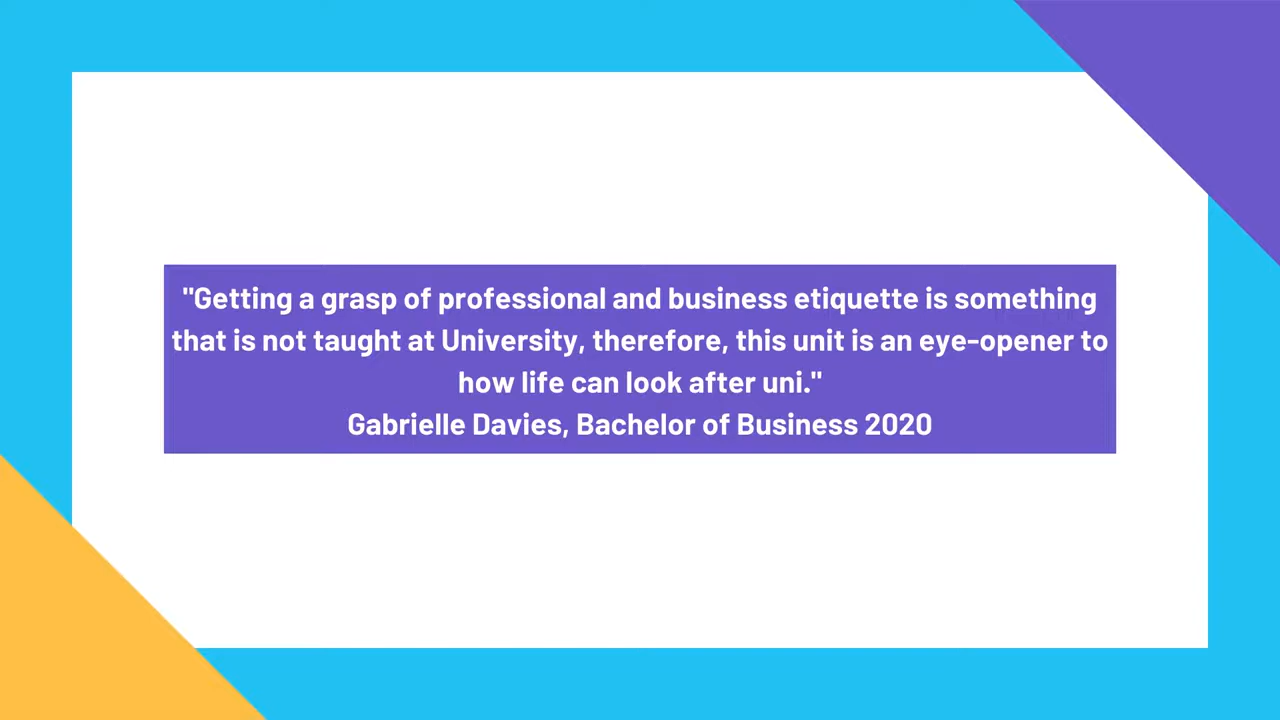 "Getting a grasp of professional and business etiquette is something
that is not taught at University, therefore, this unit is an eye-opener to
how life can look after uni."
Gabrielle Davies, Bachelor of Business 2020